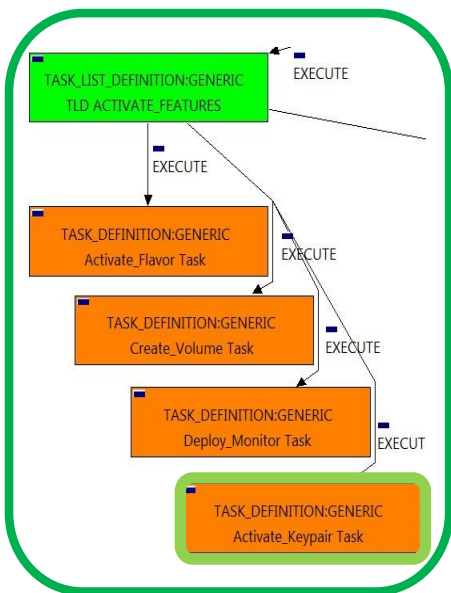 EXECUTE
TASK_LIST_DEFINITION:GENERIC
TLD ACTIVATE_FEATURES
EXECUTE
TASK_DEFINITION:GENERIC
Activate_Flavor Task
EXECUTE
TASK_DEFINITION:GENERIC
Create_Volume Task
EXECUTE
TASK_DEFINITION:GENERIC
Deploy_Monitor Task
EXECUT
TASK_DEFINITION:GENERIC
Activate_Keypair Task